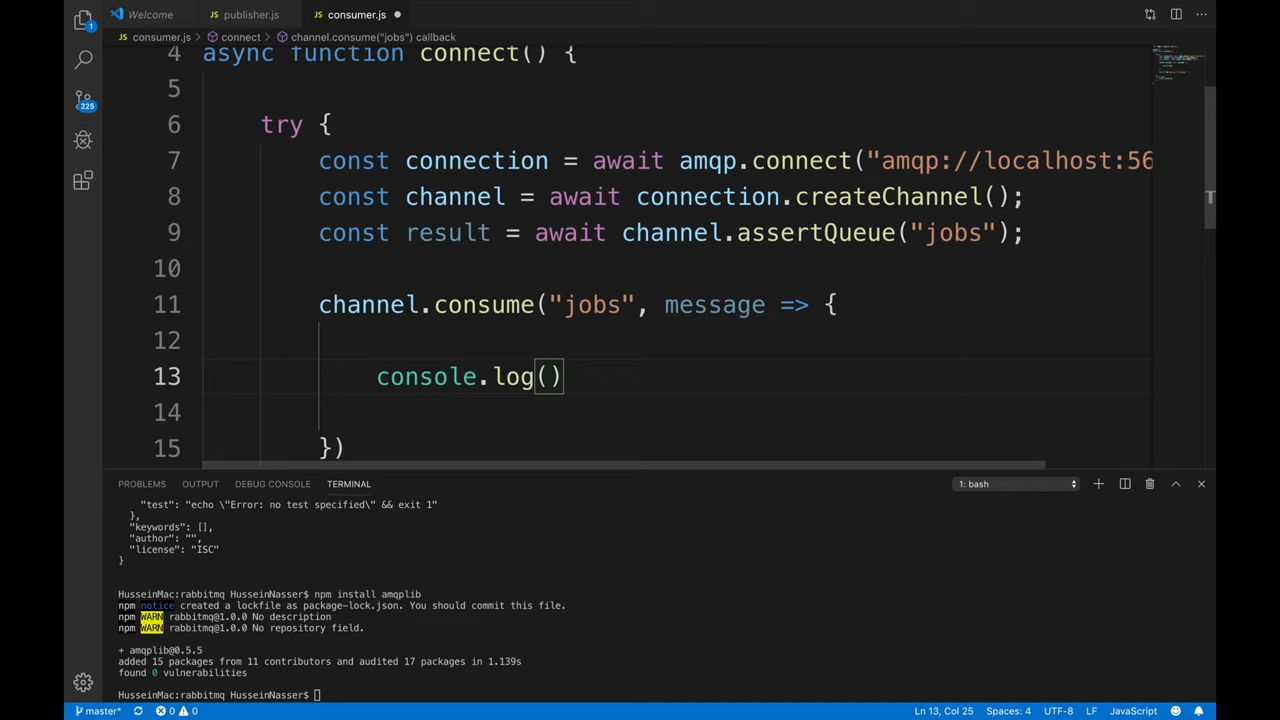 Welcome publisher.js consumer.js
consumer.js > connect > channel.consume("jobs") callback
4 async function connect() {
5
6 try {
7 const connection = await amqp.connect("amqp://localhost:56
8 const channel = await connection.createChannel();
9 const result = await channel.assertQueue("jobs");
10
11 channel.consume("jobs", message => {
12
13 console.log()
14
15 })
1
225
PROBLEMS OUTPUT DEBUG CONSOLE TERMINAL 1: bash
"test": "echo \"Error: no test specified\" && exit 1"
},
"keywords": [],
"author": "",
"license": "ISC"
}
HusseinMac:rabbitmq HusseinNasser$ npm install amqplib
npm notice created a lockfile as package-lock.json. You should commit this file.
npm WARN rabbitmq@1.0.0 No description
npm WARN rabbitmq@1.0.0 No repository field.
+ amqplib@0.5.5
added 15 packages from 11 contributors and audited 17 packages in 1.139s
found 0 vulnerabilities
HusseinMac:rabbitmq HusseinNasser$
master* 0 0 Ln 13, Col 25 Spaces: 4 UTF-8 LF JavaScript